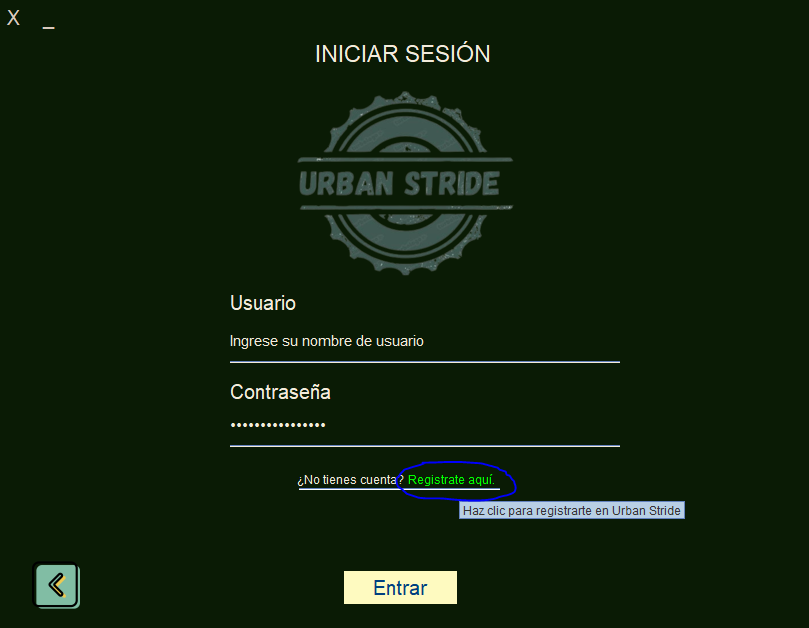 X _
INICIAR SESIÓN
URBAN STRIDE
Usuario
Ingrese su nombre de usuario
Contraseña
••••••••••••••••
¿No tienes cuenta? Registrate aquí.
Haz clic para registrarte en Urban Stride
Entrar